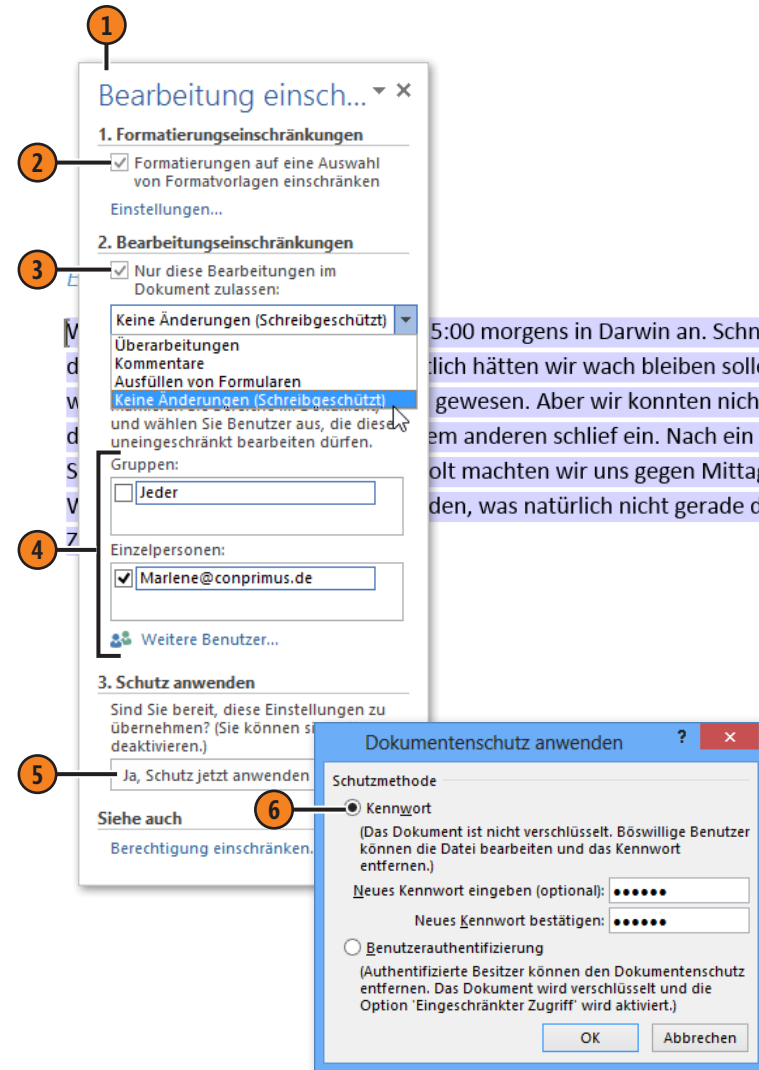 1
Bearbeitung einsch...
1. Formatierungseinschränkungen
2
Formatierungen auf eine Auswahl
von Formatvorlagen einschränken
Einstellungen...
2. Bearbeitungseinschränkungen
3
Nur diese Bearbeitungen im
Dokument zulassen:
Keine Änderungen (Schreibgeschützt)
Überarbeitungen
Kommentare
Ausfüllen von Formularen
Keine Änderungen (Schreibgeschützt)
und wählen Sie Benutzer aus, die diese
uneingeschränkt bearbeiten dürfen.
Gruppen:
Jeder
4
Einzelpersonen:
Marlene@conprimus.de
Weitere Benutzer...
3. Schutz anwenden
Sind Sie bereit, diese Einstellungen zu
übernehmen? (Sie können
deaktivieren.)
5
Ja, Schutz jetzt anwenden
Siehe auch
Berechtigung einschränken.
5:00 morgens in Darwin an. Schn
lich hätten wir wach bleiben soll
gewesen. Aber wir konnten nich
em anderen schlief ein. Nach ein
olt machten wir uns gegen Mittag
den, was natürlich nicht gerade d
Dokumentenschutz anwenden
?
Schutzmethode
6
Kennwort
(Das Dokument ist nicht verschlüsselt. Böswillige Benutzer
können die Datei bearbeiten und das Kennwort
entfernen.)
Neues Kennwort eingeben (optional): ●●●●●●
Neues Kennwort bestätigen: ●●●●●●
Benutzerauthentifizierung
(Authentifizierte Besitzer können den Dokumentenschutz
entfernen. Das Dokument wird verschlüsselt und die
Option 'Eingeschränkter Zugriff' wird aktiviert.)
OK
Abbrechen